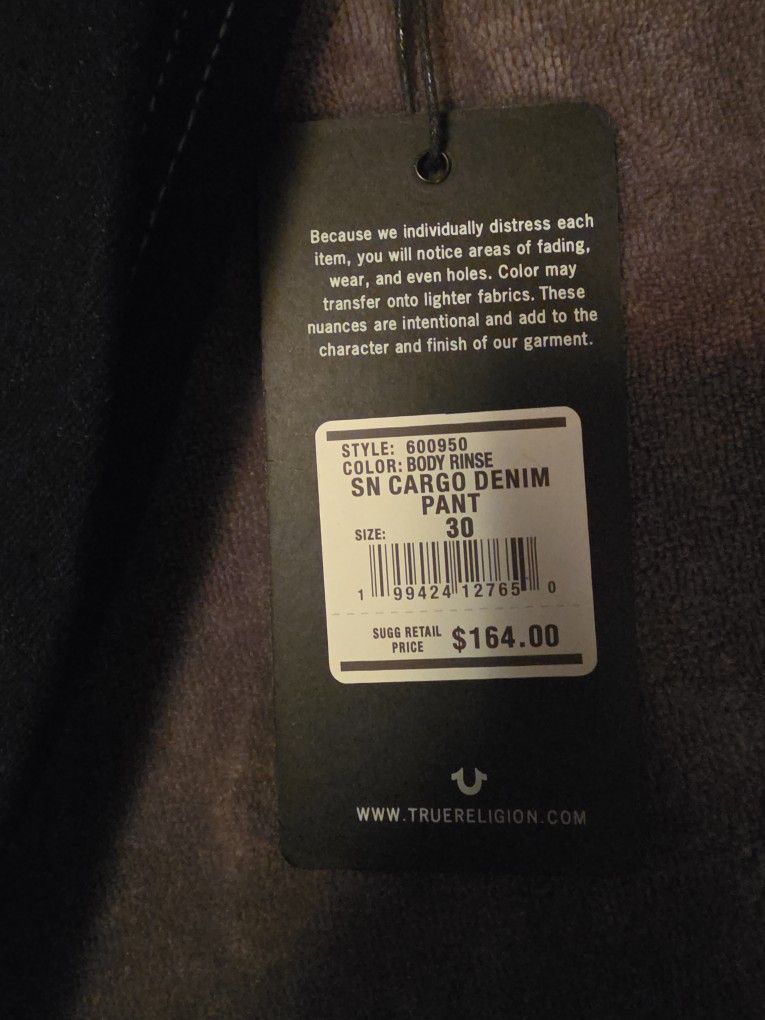 Because we individually distress each
item, you will notice areas of fading,
wear, and even holes. Color may
transfer onto lighter fabrics. These
nuances are intentional and add to the
character and finish of our garment.
STYLE: 600950
COLOR: BODY RINSE
SN CARGO DENIM
PANT
SIZE: 30
1 99424 12765 0
SUGG RETAIL
PRICE $164.00
WWW.TRUERELIGION.COM